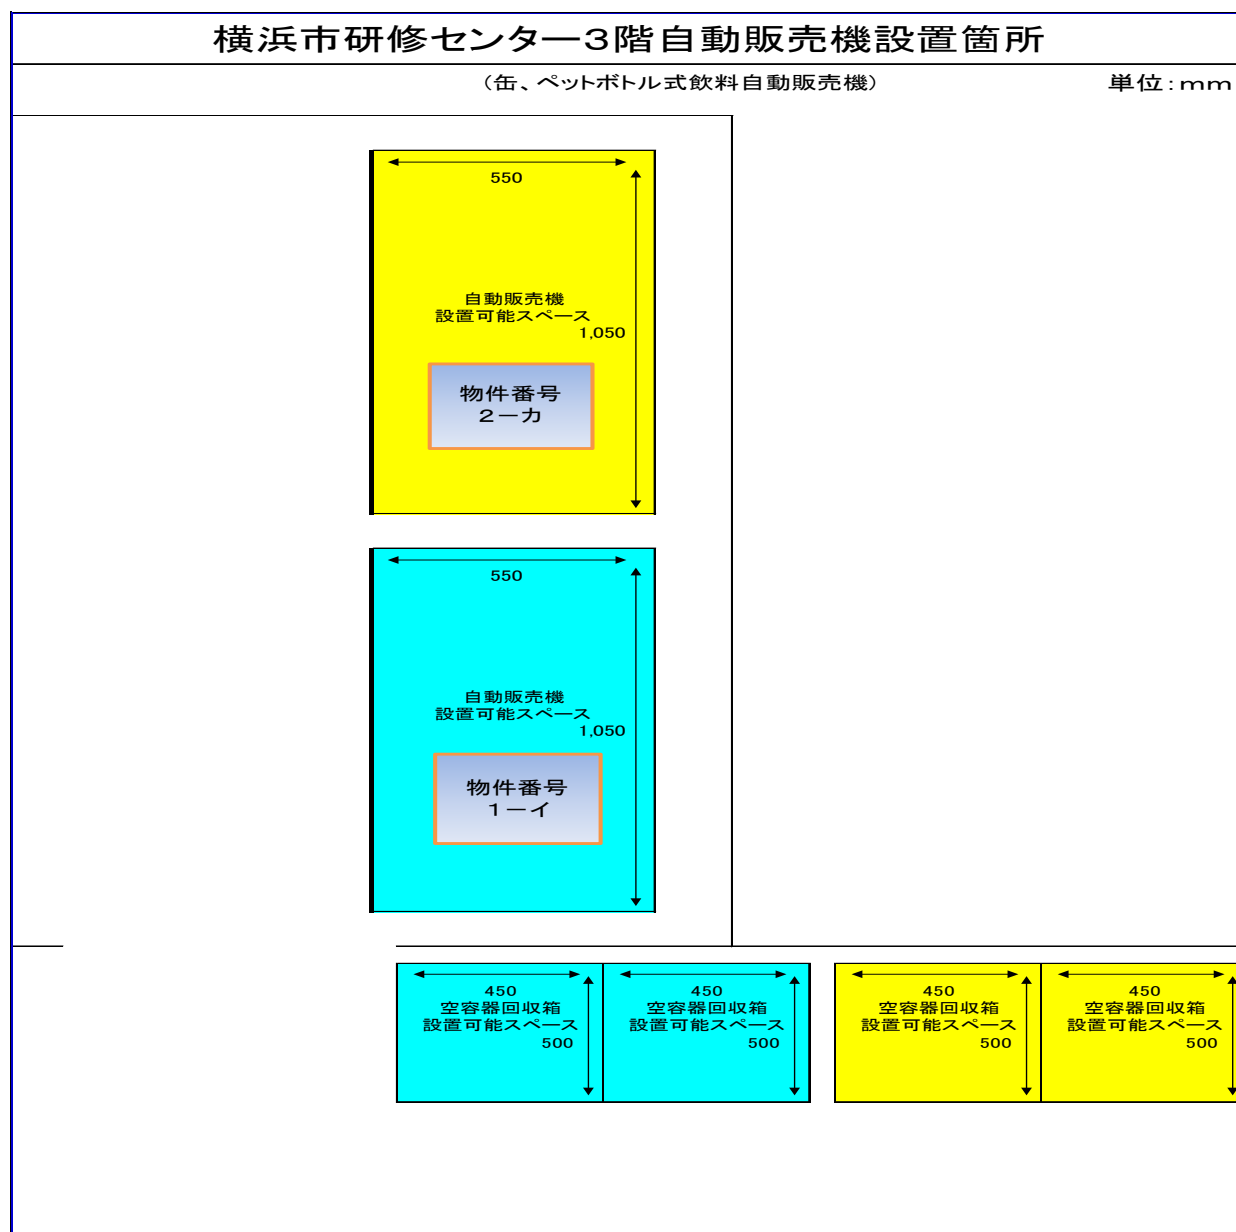 横浜市研修センター3階自動販売機設置箇所
（缶、ペットボトル式飲料自動販売機）
単位：mm
550
自動販売機
設置可能スペース
1,050
物件番号
２－カ
550
自動販売機
設置可能スペース
1,050
物件番号
１－イ
450
空容器回収箱
設置可能スペース
500
450
空容器回収箱
設置可能スペース
500
450
空容器回収箱
設置可能スペース
500
450
空容器回収箱
設置可能スペース
500